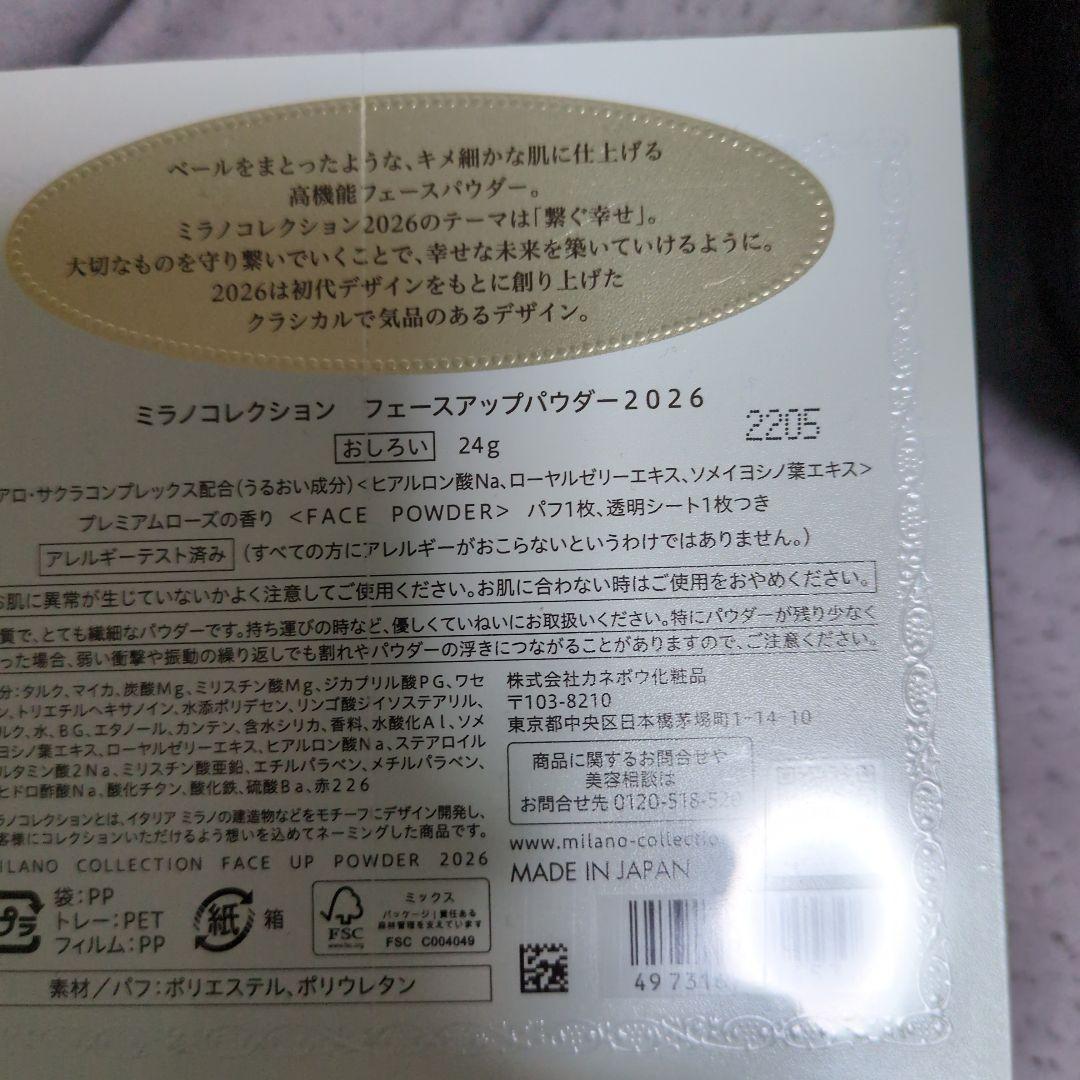 ベールをまとったような、キメ細かな肌に仕上げる
高機能フェースパウダー。
ミラノコレクション2026のテーマは「繋ぐ幸せ」。
大切なものを守り繋いでいくことで、幸せな未来を築いていけるように。
2026は初代デザインをもとに創り上げた
クラシカルで気品のあるデザイン。
ミラノコレクション　フェースアップパウダー2026
2205
おしろい 24g
アロ・サクラコンプレックス配合(うるおい成分)<ヒアルロン酸Na、ローヤルゼリーエキス、ソメイヨシノ葉エキス>
プレミアムローズの香り <FACE POWDER> パフ1枚、透明シート1枚つき
アレルギーテスト済み (すべての方にアレルギーがおこらないというわけではありません。)
お肌に異常が生じていないかよく注意してご使用ください。お肌に合わない時はご使用をおやめください。
質で、とても繊細なパウダーです。持ち運びの時など、優しくていねいにお取扱いください。特にパウダーが残り少なく
った場合、弱い衝撃や振動の繰り返しでも割れやパウダーの浮きにつながることがありますので、ご注意ください。
分:タルク、マイカ、炭酸Mg、ミリスチン酸Mg、ジカプリル酸PG、ワセ
ン、トリエチルヘキサノイン、水添ポリデセン、リンゴ酸ジイソステアリル、
ルク、水、BG、エタノール、カンテン、含水シリカ、香料、水酸化Al、ソメ
ヨシノ葉エキス、ローヤルゼリーエキス、ヒアルロン酸Na、ステアロイル
ルタミン酸2Na、ミリスチン酸亜鉛、エチルパラベン、メチルパラベン、
ヒドロ酢酸Na、酸化チタン、酸化鉄、硫酸Ba、赤226
ラノコレクションとは、イタリア ミラノの建造物などをモチーフにデザイン開発し、
客様にコレクションいただけるよう想いを込めてネーミングした商品です。
ILANO COLLECTION FACE UP POWDER 2026
株式会社カネボウ化粧品
〒103-8210
東京都中央区日本橋茅場町1-14-10
商品に関するお問合せや
美容相談は
お問合せ先 0120-518-52
www.milano-collectio
MADE IN JAPAN
プラ
袋:PP
トレー:PET
フィルム:PP
紙 箱
FSC
www.fsc.org
ミックス
パッケージ|責任ある
森林管理を支えています
FSC C004049
素材/パフ:ポリエステル、ポリウレタン
49 7316